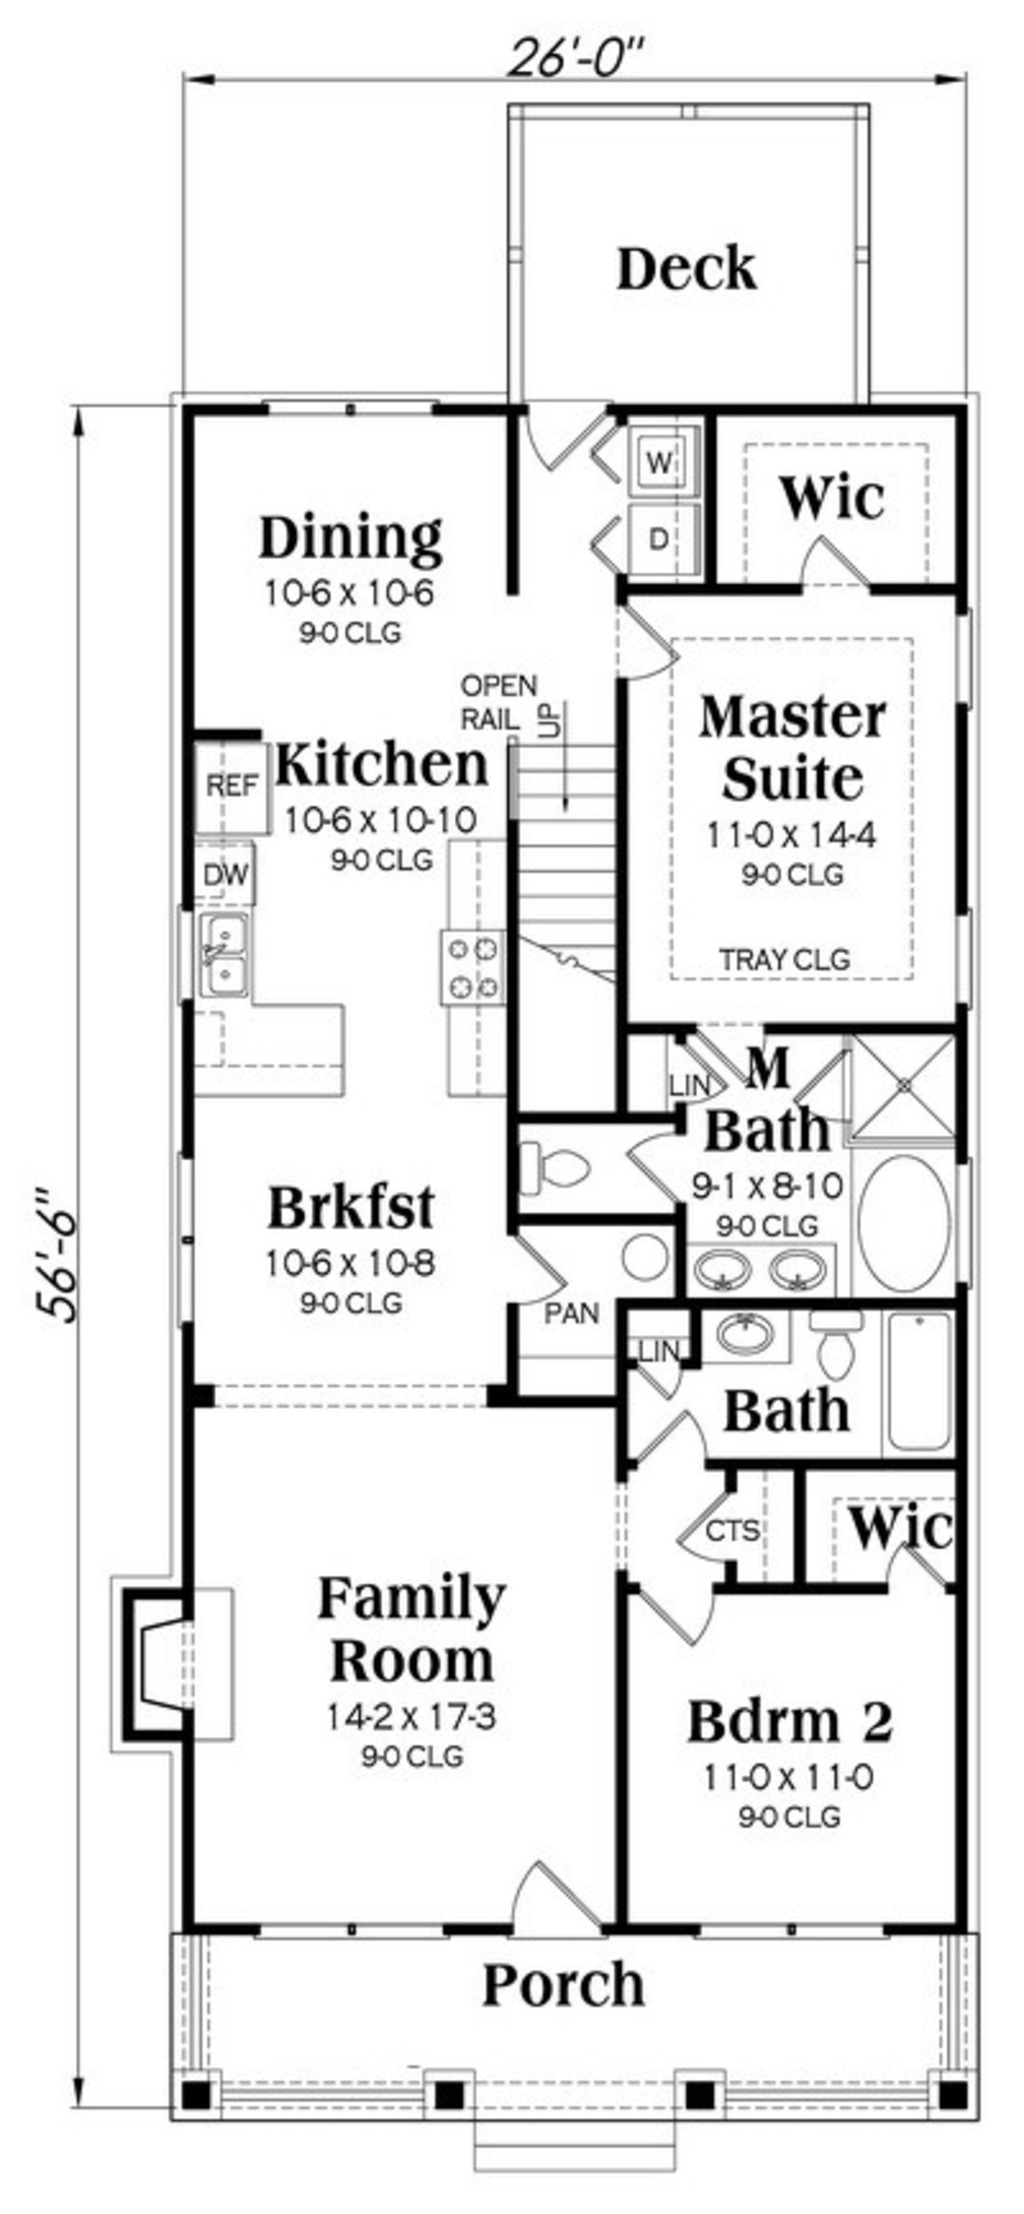 26'-0"
Deck
W
D
Wic
Dining
10-6 x 10-6
9-0 CLG
OPEN
RAIL
UP
Master
Suite
11-0 x 14-4
9-0 CLG
TRAY CLG
REF
Kitchen
10-6 x 10-10
9-0 CLG
DW
LIN
M
Bath
9-1 x 8-10
9-0 CLG
56'-6"
Brkfst
10-6 x 10-8
9-0 CLG
PAN
LIN
Bath
CTS
Wic
Family
Room
14-2 x 17-3
9-0 CLG
Bdrm 2
11-0 x 11-0
9-0 CLG
Porch